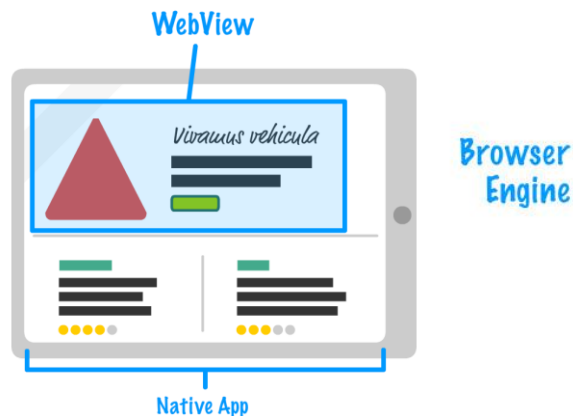 WebView
Vivamus vehicula
Browser
Engine
Native App